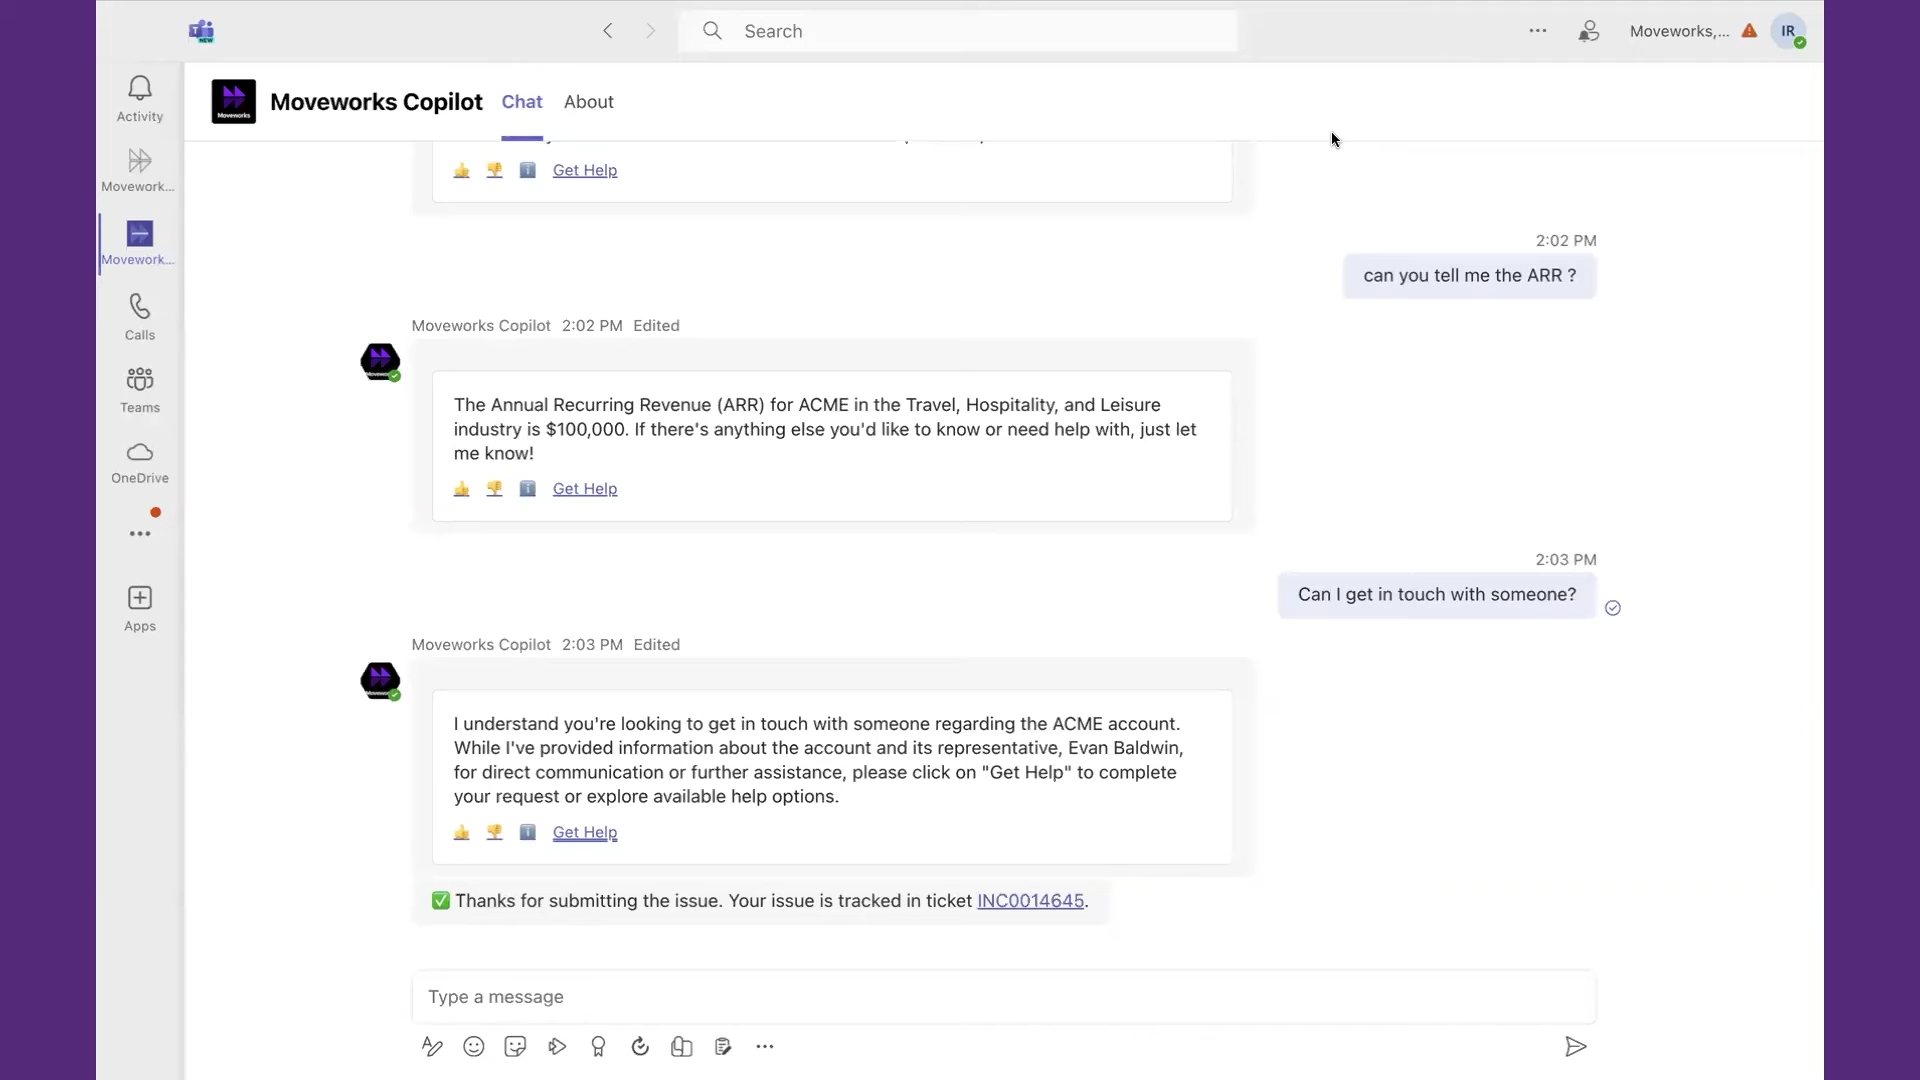 NEW
Search
Moveworks,...
IR
Activity
Movework...
Movework...
Calls
Teams
OneDrive
Apps
Moveworks
Moveworks Copilot
Chat
About
Get Help
2:02 PM
can you tell me the ARR ?
Moveworks Copilot 2:02 PM Edited
The Annual Recurring Revenue (ARR) for ACME in the Travel, Hospitality, and Leisure
industry is $100,000. If there's anything else you'd like to know or need help with, just let
me know!
Get Help
2:03 PM
Can I get in touch with someone?
Moveworks Copilot 2:03 PM Edited
I understand you're looking to get in touch with someone regarding the ACME account.
While I've provided information about the account and its representative, Evan Baldwin,
for direct communication or further assistance, please click on "Get Help" to complete
your request or explore available help options.
Get Help
✅ Thanks for submitting the issue. Your issue is tracked in ticket INC0014645.
Type a message